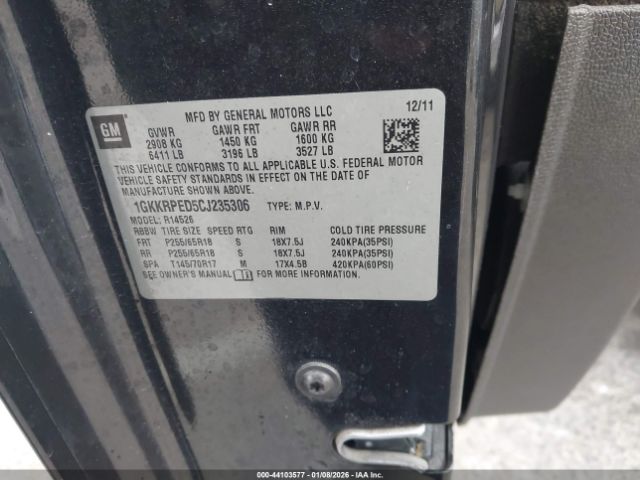 MFD BY GENERAL MOTORS LLC 12/11
GM GVWR GAWR FRT GAWR RR
2908 KG 1450 KG 1600 KG
6411 LB 3196 LB 3527 LB
THIS VEHICLE CONFORMS TO ALL APPLICABLE U.S. FEDERAL MOTOR
VEHICLE SAFETY STANDARDS IN EFFECT ON THE DATE OF
MANUFACTURE SHOWN ABOVE.
1GKKRPED5CJ235306 TYPE: M.P.V.
MODEL: R14526
RBBW TIRE SIZE SPEED RTG RIM COLD TIRE PRESSURE
FRT P255/65R18 S 18X7.5J 240KPA(35PSI)
RR P255/65R18 S 18X7.5J 240KPA(35PSI)
SPA T145/70R17 M 17X4.5B 420KPA(60PSI)
SEE OWNER'S MANUAL FOR MORE INFORMATION.
00-44103577 | 01/08/2026 | IAA Inc.